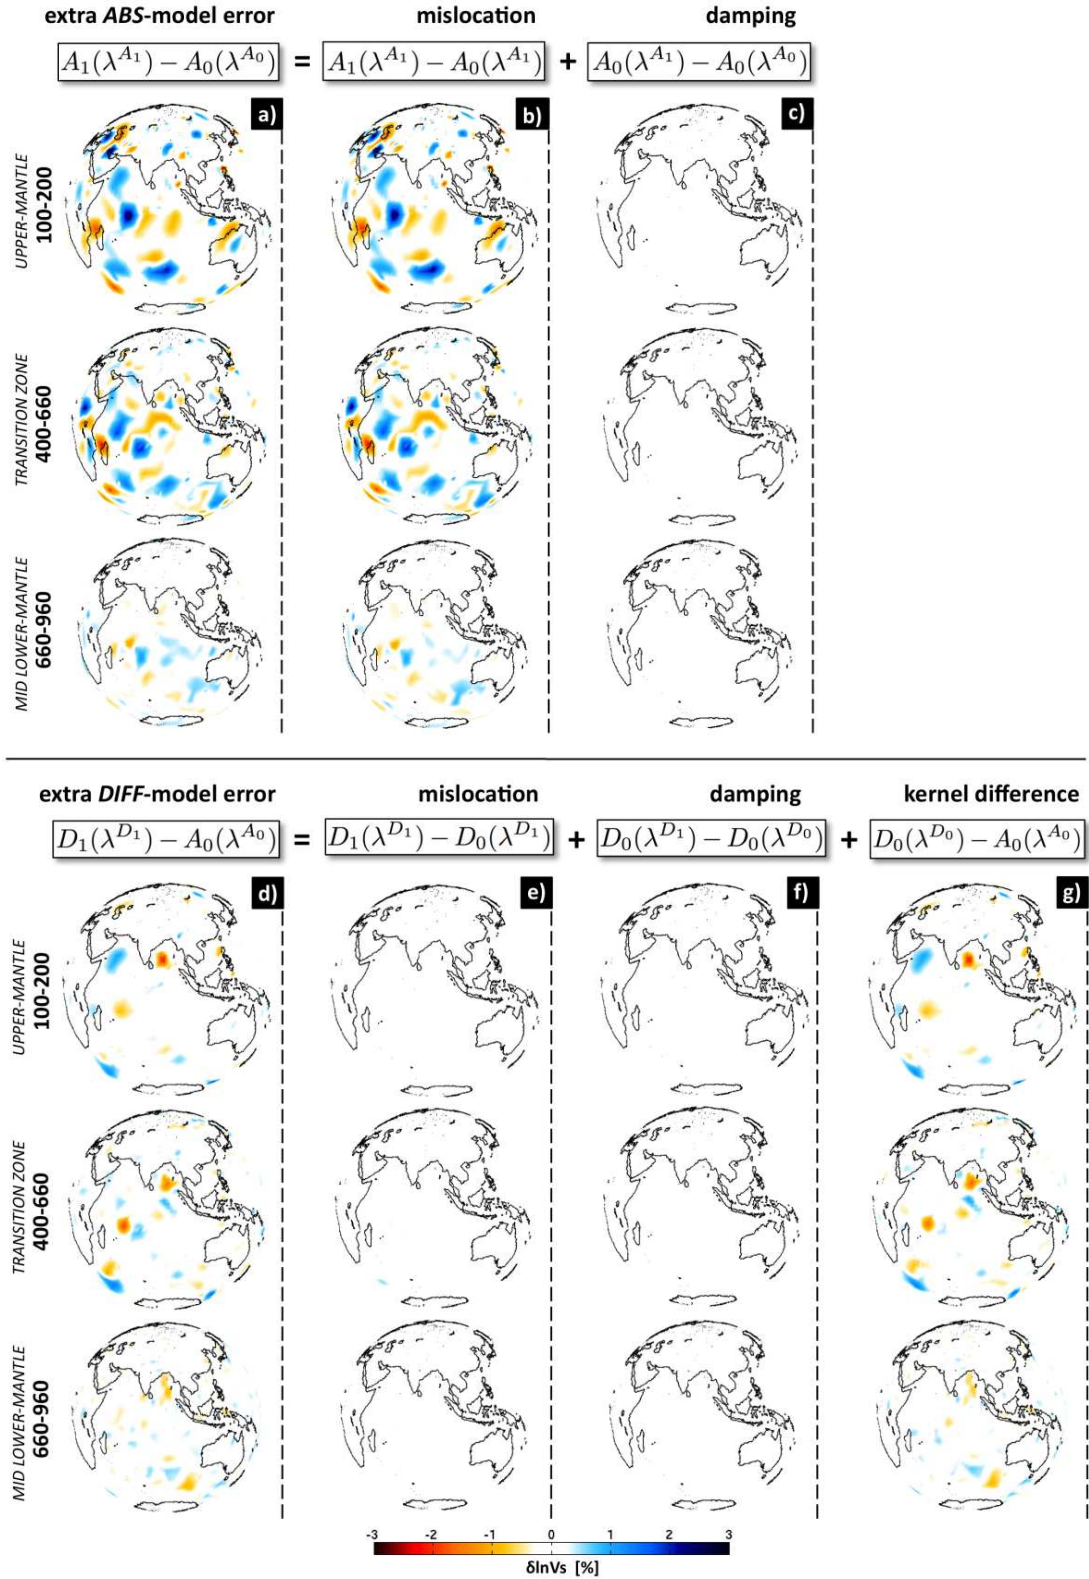 extra ABS-model error mislocation damping
A₁(λ^A₁) − A₀(λ^A₀) = A₁(λ^A₁) − A₀(λ^A₁) + A₀(λ^A₁) − A₀(λ^A₀)
a) b) c)
UPPER-MANTLE
100-200
TRANSITION ZONE
400-660
MID LOWER-MANTLE
660-960
extra DIFF-model error mislocation damping kernel difference
D₁(λ^D₁) − A₀(λ^A₀) = D₁(λ^D₁) − D₀(λ^D₁) + D₀(λ^D₁) − D₀(λ^D₀) + D₀(λ^D₀) − A₀(λ^A₀)
d) e) f) g)
UPPER-MANTLE
100-200
TRANSITION ZONE
400-660
MID LOWER-MANTLE
660-960
-3 -2 -1 0 1 2 3
δlnVs [%]